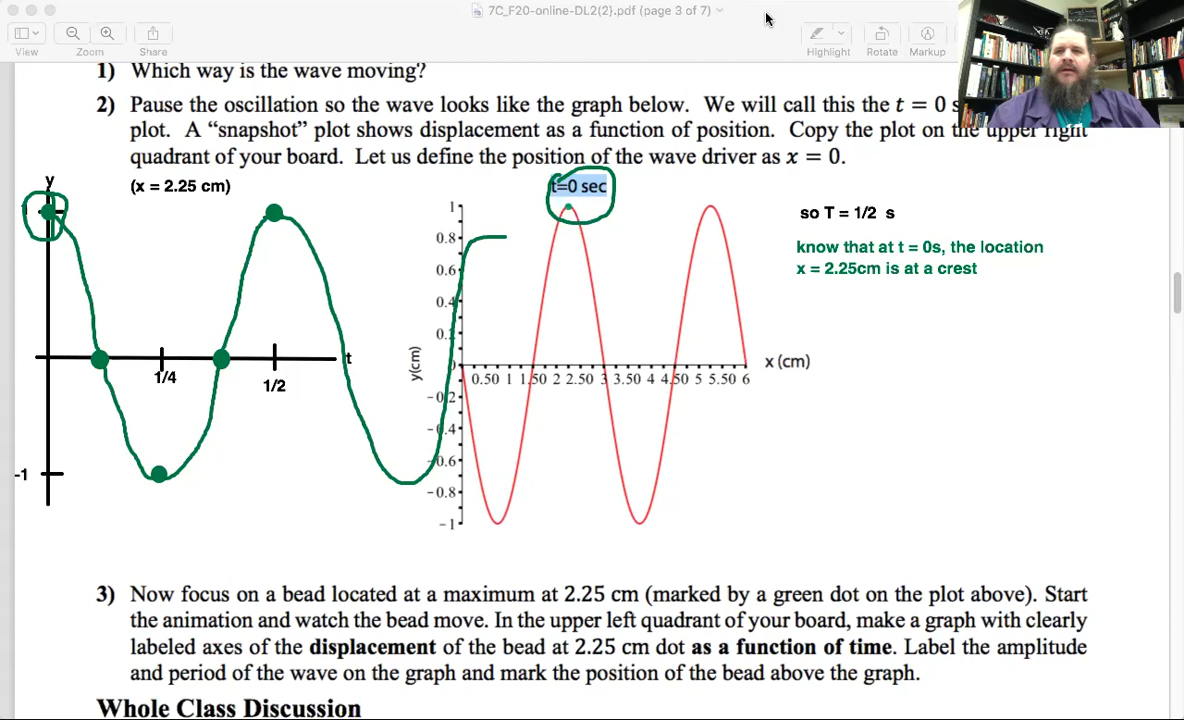 7C_F20-online-DL2(2).pdf (page 3 of 7)
View
Zoom
Share
Highlight
Rotate
Markup
1) Which way is the wave moving?
2) Pause the oscillation so the wave looks like the graph below. We will call this the t = 0 s
plot. A “snapshot” plot shows displacement as a function of position. Copy the plot on the upper right
quadrant of your board. Let us define the position of the wave driver as x = 0.
y
(x = 2.25 cm)
t=0 sec
so T = 1/2 s
know that at t = 0s, the location
x = 2.25cm is at a crest
1
0.8
0.6
0.4
0.
0
-0.2
0.4
0.6
-0.8
-1
y(cm)
0.50 1 1.50 2 2.50 3 3.50 4 4.50 5 5.50 6
x (cm)
t
1/4
1/2
-1
3) Now focus on a bead located at a maximum at 2.25 cm (marked by a green dot on the plot above). Start
the animation and watch the bead move. In the upper left quadrant of your board, make a graph with clearly
labeled axes of the displacement of the bead at 2.25 cm dot as a function of time. Label the amplitude
and period of the wave on the graph and mark the position of the bead above the graph.
Whole Class Discussion